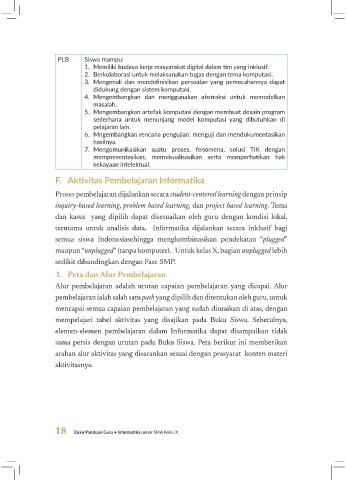 PLB Siswa mampu:
1. Memiliki budaya kerja masyarakat digital dalam tim yang inklusif.
2. Berkolaborasi untuk melaksanakan tugas dengan tema komputasi.
3. Mengenali dan mendefinisikan persoalan yang pemecahannya dapat
didukung dengan sistem komputasi.
4. Mengembangkan dan menggunakan abstraksi untuk memodelkan
masalah.
5. Mengembangkan artefak komputasi dengan membuat desain program
sederhana untuk menunjang model komputasi yang dibutuhkan di
pelajaran lain.
6. Mngembangkan rencana pengujian, menguji dan mendokumentasikan
hasilnya.
7. Mengomunikasikan suatu proses, fenomena, solusi TIK dengan
mempresentasikan, memvisualisasikan serta memperhatikan hak
kekayaan intelektual.
F. Aktivitas Pembelajaran Informatika
Proses pembelajaran dijalankan secara student-centered learning dengan prinsip
inquiry-based learning, problem based learning, dan project based learning. Tema
dan kasus yang dipilih dapat disesuaikan oleh guru dengan kondisi lokal,
terutama untuk analisis data. Informatika dijalankan secara inklusif bagi
semua siswa Indonesiasehingga mengkombinasikan pendekatan “plugged”
maupun “unplugged” (tanpa komputer). Untuk kelas X, bagian unplugged lebih
sedikit dibandingkan dengan Fase SMP.
1. Peta dan Alur Pembelajaran
Alur pembelajaran adalah urutan capaian pembelajaran yang dicapai. Alur
pembelajaran ialah salah satu path yang dipilih dan ditentukan oleh guru, untuk
mencapai semua capaian pembelajaran yang sudah diuraikan di atas, dengan
mempelajari tabel aktivitas yang disajikan pada Buku Siswa. Sebetulnya,
elemen-elemen pembelajaran dalam Informatika dapat disampaikan tidak
sama persis dengan urutan pada Buku Siswa. Peta berikut ini memberikan
arahan alur aktivitas yang disarankan sesuai dengan prasyarat konten materi
aktivitasnya.
18 Buku Panduan Guru • Informatika untuk SMA Kelas X